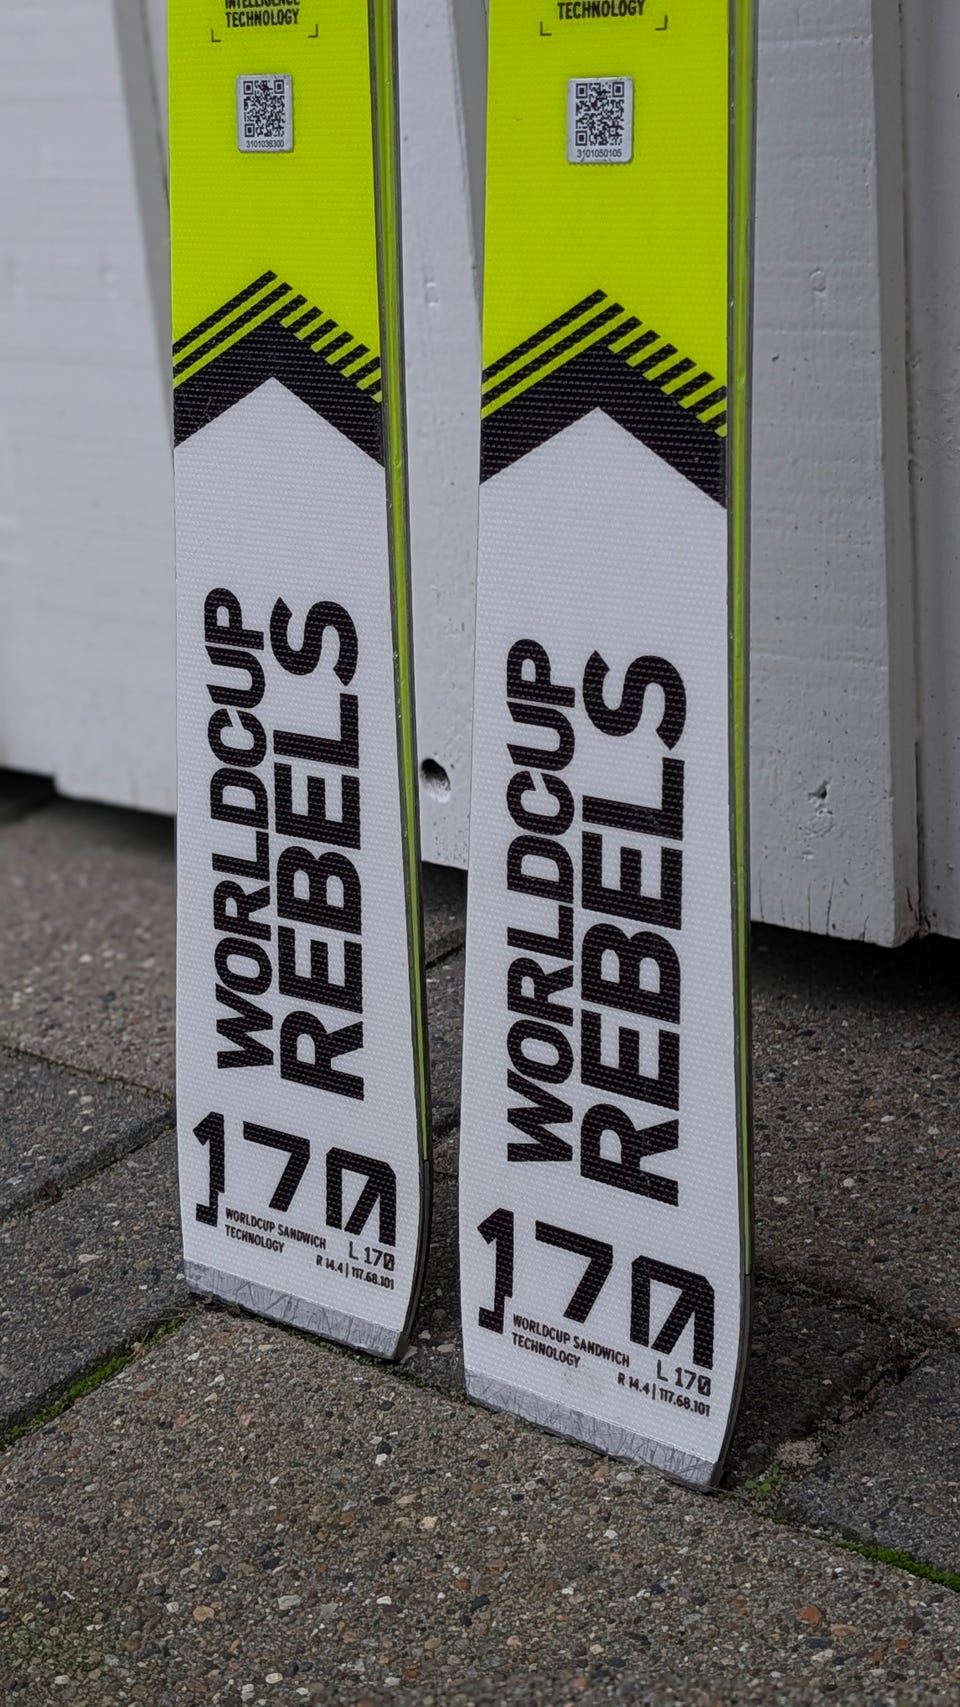 INTELLIGENCE
TECHNOLOGY
3101036300
WORLDCUP
REBELS
170
WORLDCUP SANDWICH
TECHNOLOGY
L 170
R 14.4 | 117.68.101
TECHNOLOGY
3101050105
WORLDCUP
REBELS
170
WORLDCUP SANDWICH
TECHNOLOGY
L 170
R 14.4 | 117.68.101